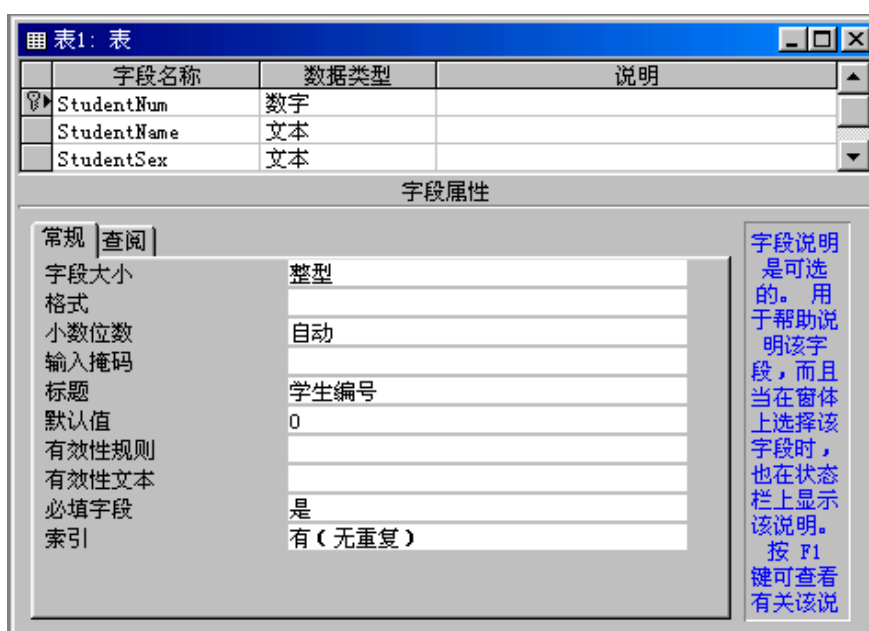 表1: 表
字段名称 数据类型 说明
StudentNum 数字
StudentName 文本
StudentSex 文本
字段属性
常规 查阅
字段大小 整型
格式
小数位数 自动
输入掩码
标题 学生编号
默认值 0
有效性规则
有效性文本
必填字段 是
索引 有(无重复)
字段说明
是可选
的。 用
于帮助说
明该字
段，而且
当在窗体
上选择该
字段时，
也在状态
栏上显示
该说明。
按 F1
键可查看
有关该说